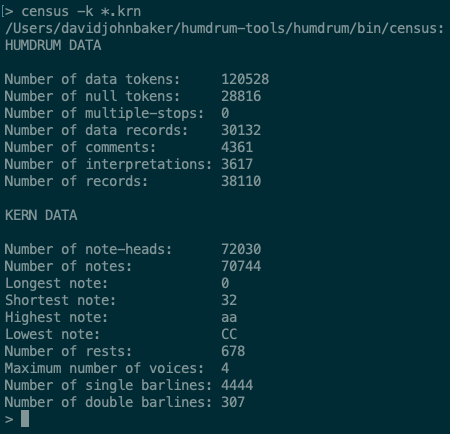 [> census -k *.krn
/Users/davidjohnbaker/humdrum-tools/humdrum/bin/census:
HUMDRUM DATA
Number of data tokens: 120528
Number of null tokens: 28816
Number of multiple-stops: 0
Number of data records: 30132
Number of comments: 4361
Number of interpretations: 3617
Number of records: 38110
KERN DATA
Number of note-heads: 72030
Number of notes: 70744
Longest note: 0
Shortest note: 32
Highest note: aa
Lowest note: CC
Number of rests: 678
Maximum number of voices: 4
Number of single barlines: 4444
Number of double barlines: 307
>